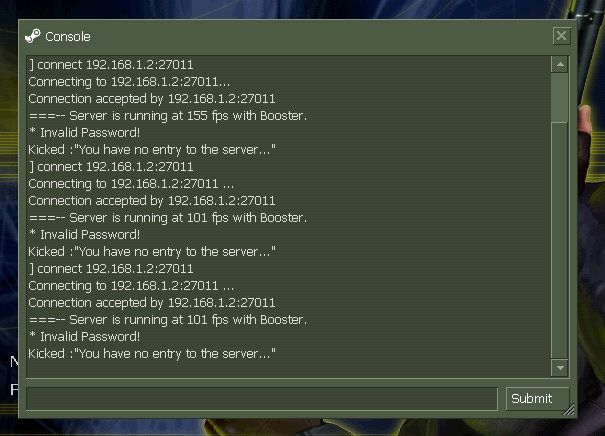 Console
] connect 192.168.1.2:27011
Connecting to 192.168.1.2:27011...
Connection accepted by 192.168.1.2:27011
===-- Server is running at 155 fps with Booster.
* Invalid Password!
Kicked :"You have no entry to the server..."
] connect 192.168.1.2:27011
Connecting to 192.168.1.2:27011 ...
Connection accepted by 192.168.1.2:27011
===-- Server is running at 101 fps with Booster.
* Invalid Password!
Kicked :"You have no entry to the server..."
] connect 192.168.1.2:27011
Connecting to 192.168.1.2:27011 ...
Connection accepted by 192.168.1.2:27011
===-- Server is running at 101 fps with Booster.
* Invalid Password!
Kicked :"You have no entry to the server..."
Submit